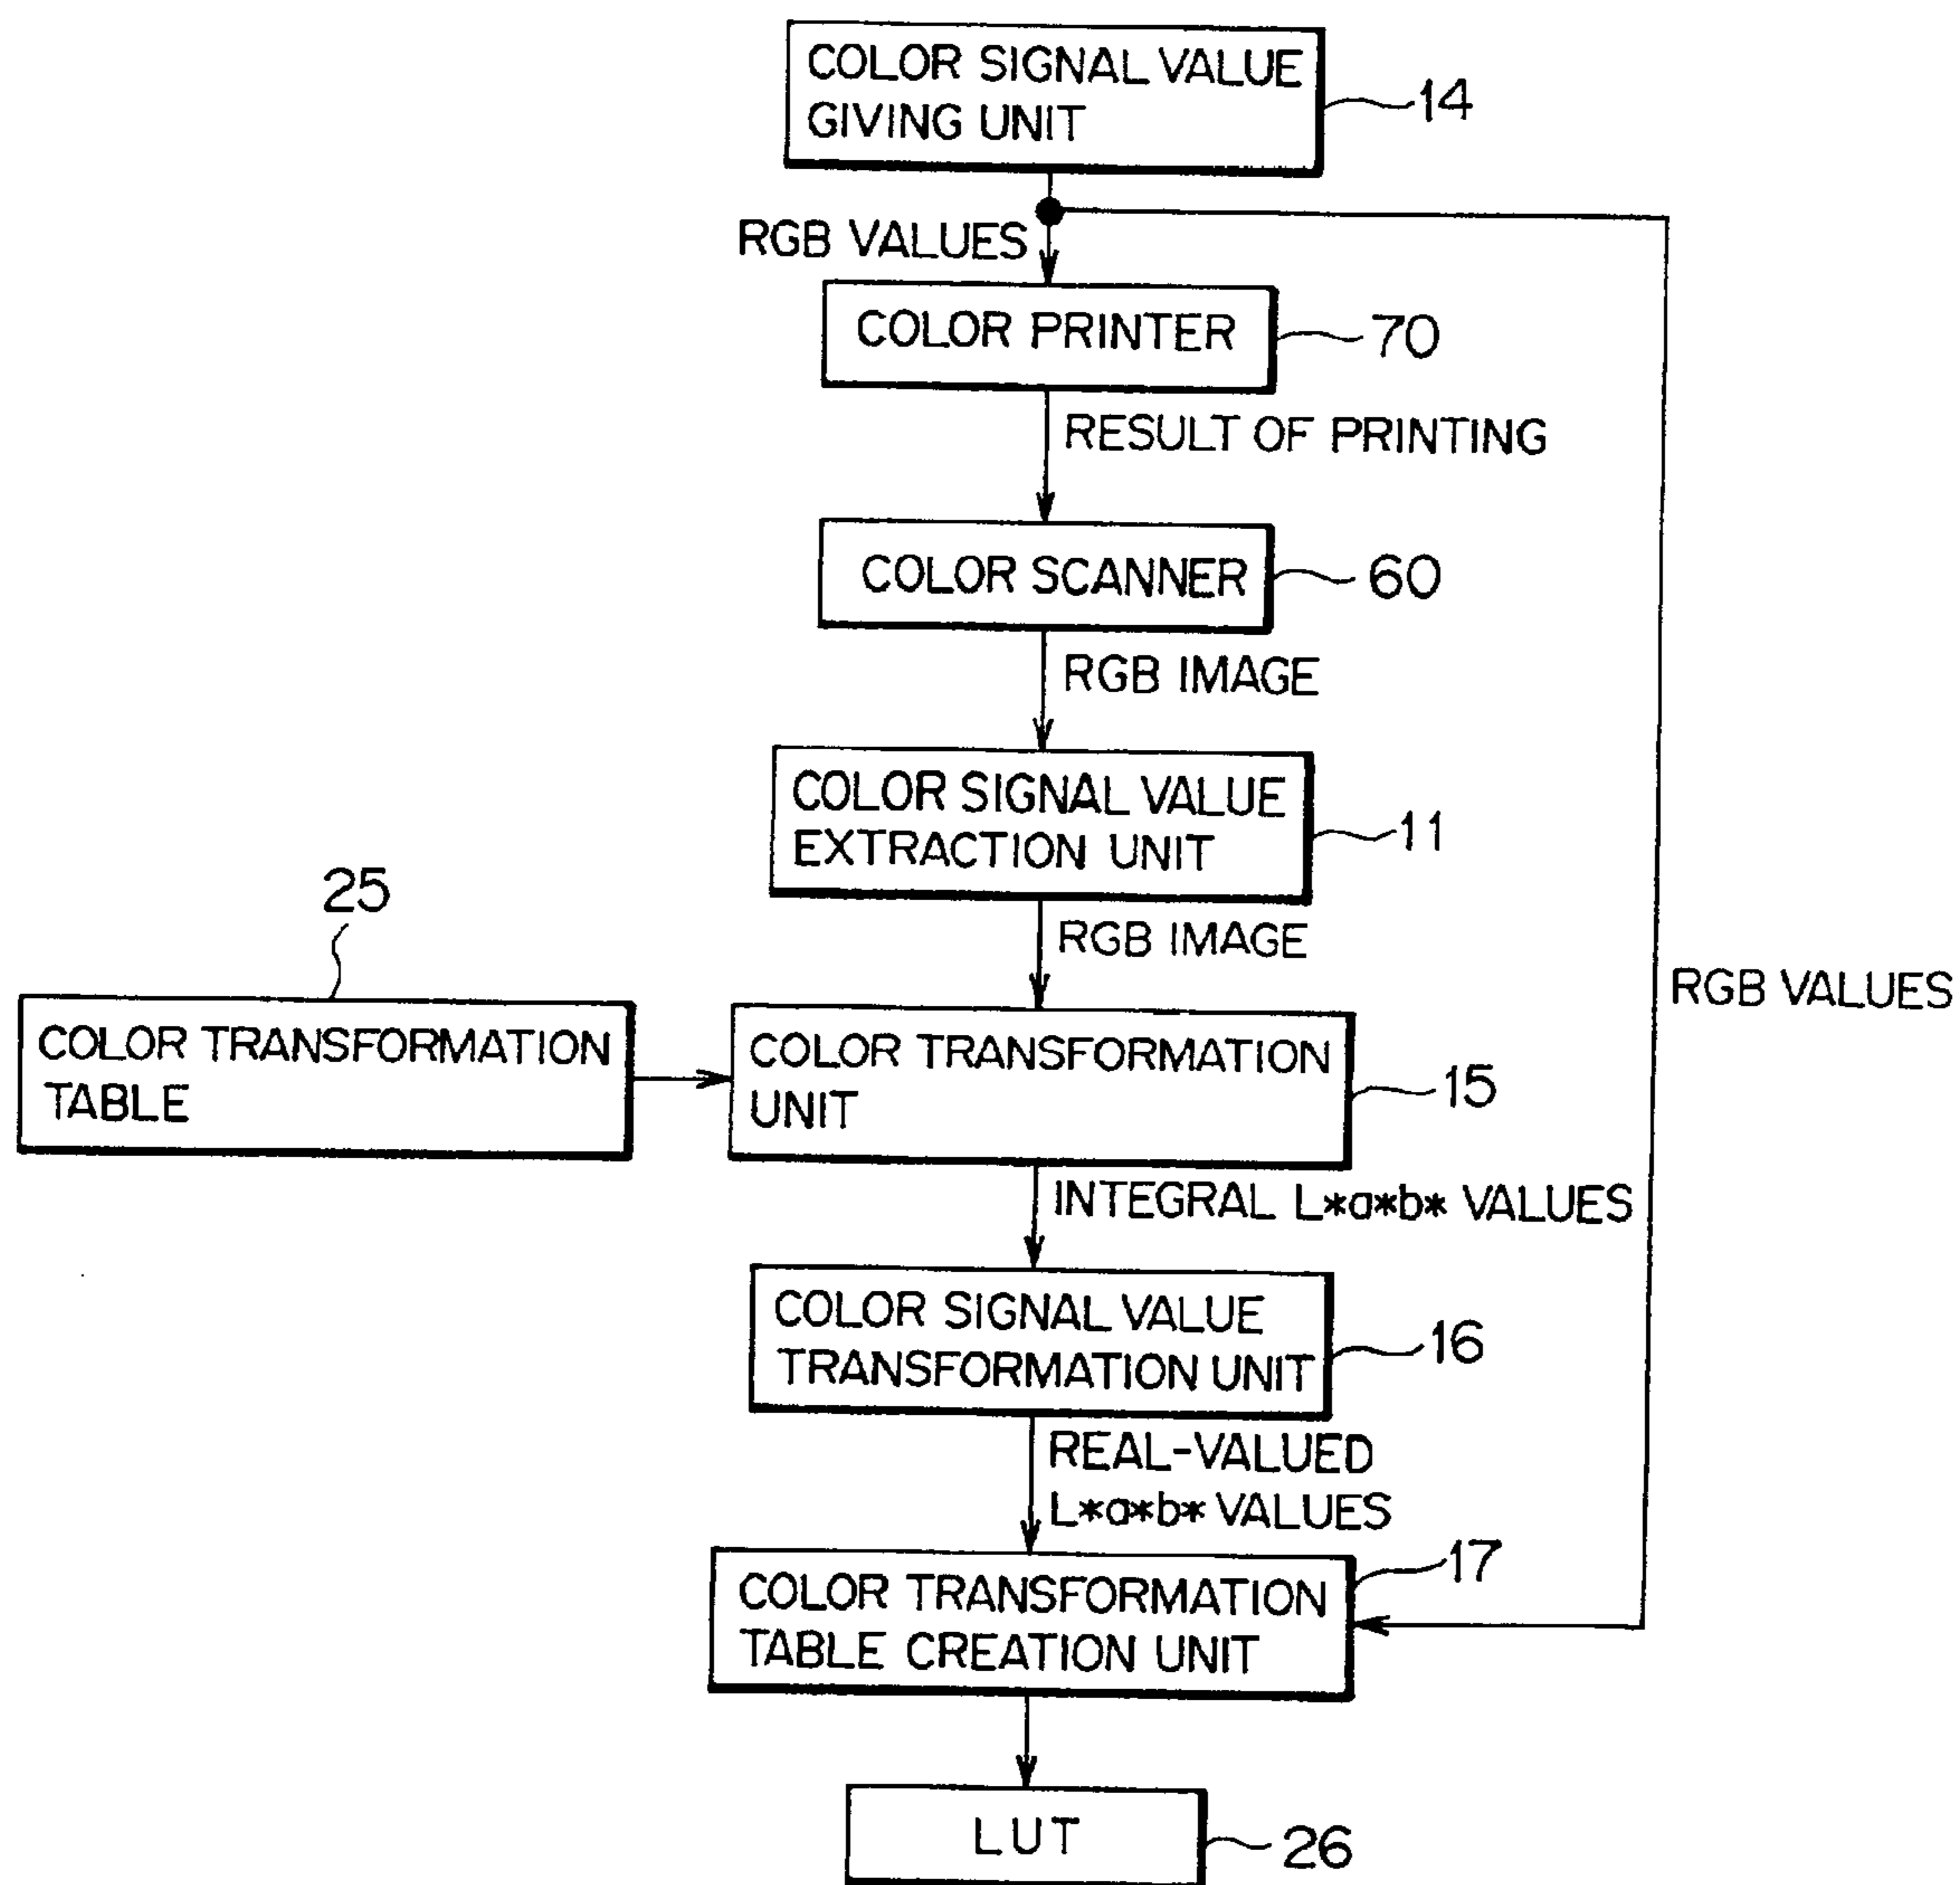 COLOR SIGNAL VALUE
GIVING UNIT
14
RGB VALUES
COLOR PRINTER
70
RESULT OF PRINTING
COLOR SCANNER
60
RGB IMAGE
COLOR SIGNAL VALUE
EXTRACTION UNIT
11
25
RGB IMAGE
RGB VALUES
COLOR TRANSFORMATION
TABLE
COLOR TRANSFORMATION
UNIT
15
INTEGRAL L*a*b* VALUES
COLOR SIGNAL VALUE
TRANSFORMATION UNIT
16
REAL-VALUED
L*a*b* VALUES
COLOR TRANSFORMATION
TABLE CREATION UNIT
17
LUT
26